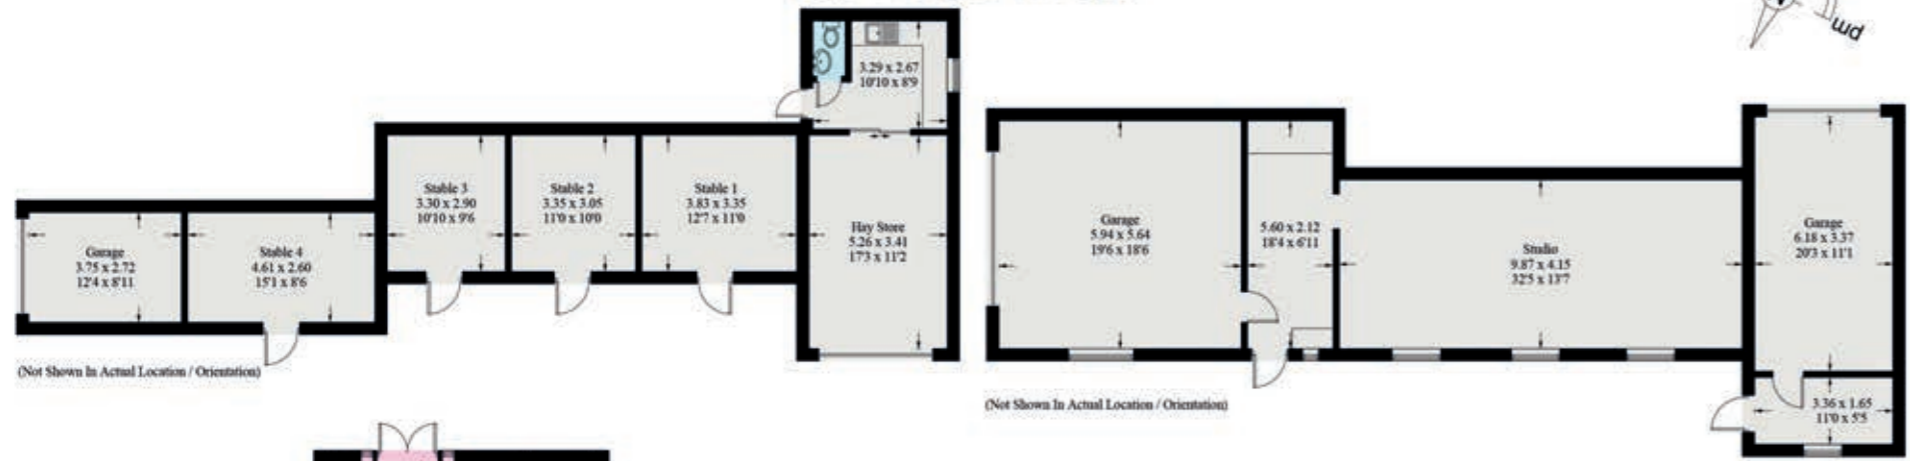 3.29 x 2.67
10'10 x 8'9
Stable 3
3.30 x 2.90
10'10 x 9'6
Stable 2
3.35 x 3.05
11'0 x 10'0
Stable 1
3.83 x 3.35
12'7 x 11'0
Hay Store
5.26 x 3.41
17'3 x 11'2
Garage
3.75 x 2.72
12'4 x 8'11
Stable 4
4.61 x 2.60
15'1 x 8'6
(Not Shown In Actual Location / Orientation)
pm
Garage
5.94 x 5.64
19'6 x 18'6
5.60 x 2.12
18'4 x 6'11
Studio
9.87 x 4.15
32'5 x 13'7
Garage
6.18 x 3.37
20'3 x 11'1
3.36 x 1.65
11'0 x 5'5
(Not Shown In Actual Location / Orientation)